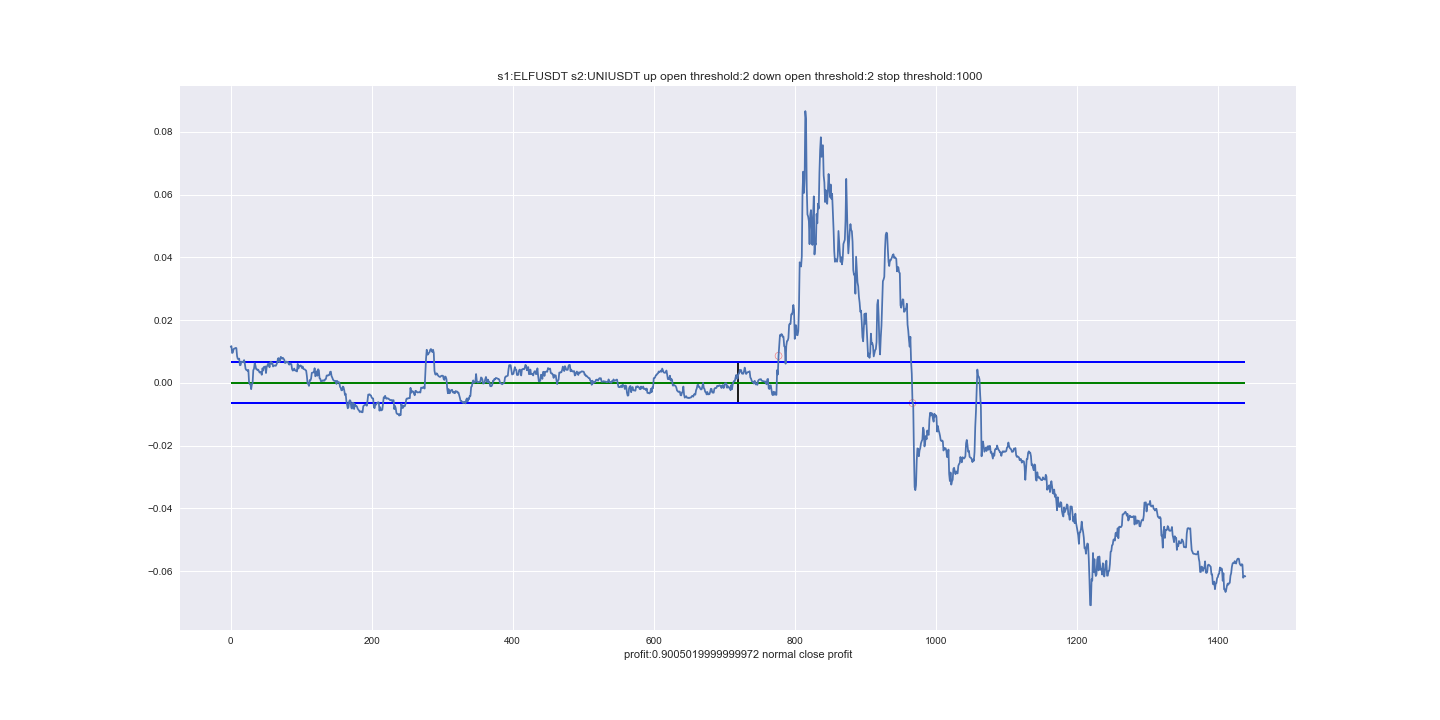 s1:ELFUSDT s2:UNIUSDT up open threshold:2 down open threshold:2 stop threshold:1000
0.08
0.06
0.04
0.02
0.00
−0.02
−0.04
−0.06
0 200 400 600 800 1000 1200 1400
profit:0.9005019999999972 normal close profit